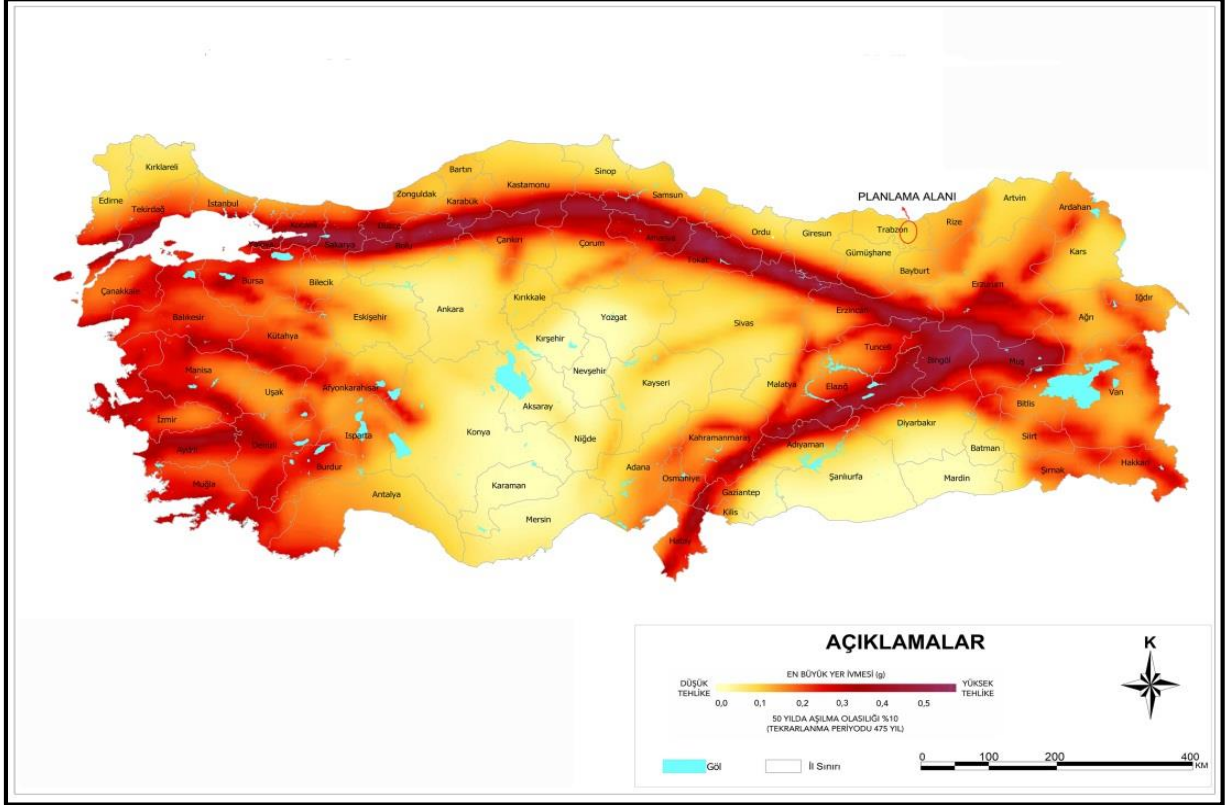 PLANLAMA ALANI
Kırklareli
Edirne
Tekirdağ
İstanbul
Sakarya
Bolu
Zonguldak
Bartın
Karabük
Kastamonu
Sinop
Samsun
Çankırı
Çorum
Amasya
Tokat
Ordu
Giresun
Trabzon
Gümüşhane
Bayburt
Rize
Artvin
Ardahan
Kars
Iğdır
Ağrı
Erzurum
Erzincan
Çanakkale
Balıkesir
Bursa
Bilecik
Eskişehir
Kütahya
Ankara
Kırıkkale
Yozgat
Kırşehir
Sivas
Tunceli
Bingöl
Muş
Manisa
Uşak
Afyonkarahisar
Nevşehir
Kayseri
Malatya
Elazığ
Bitlis
Van
İzmir
Aydın
Denizli
Isparta
Burdur
Konya
Aksaray
Niğde
Kahramanmaraş
Adıyaman
Diyarbakır
Batman
Siirt
Şırnak
Hakkari
Muğla
Antalya
Karaman
Mersin
Adana
Osmaniye
Gaziantep
Kilis
Hatay
Şanlıurfa
Mardin
AÇIKLAMALAR
K
EN BÜYÜK YER İVMESİ (g)
DÜŞÜK
TEHLİKE
YÜKSEK
TEHLİKE
0,0 0,1 0,2 0,3 0,4 0,5
50 YILDA AŞILMA OLASILIĞI %10
(TEKRARLANMA PERİYODU 475 YIL)
Göl
İl Sınırı
0 100 200 400
KM